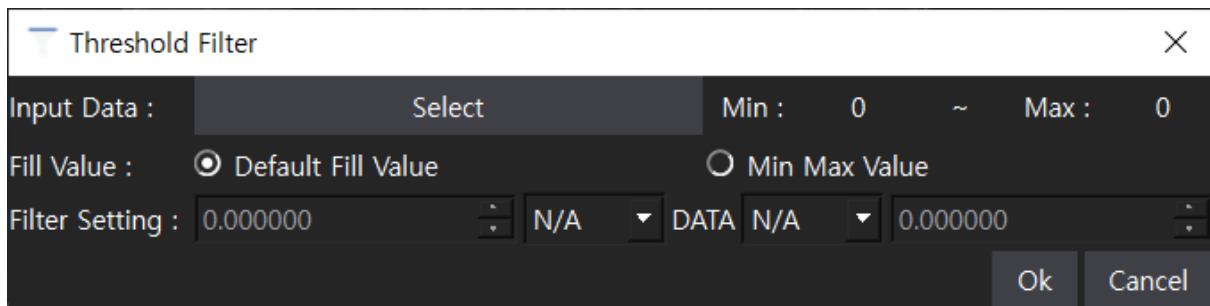 Threshold Filter
Input Data : Select Min : 0 ~ Max : 0
Fill Value : Default Fill Value Min Max Value
Filter Setting : 0.000000 N/A DATA N/A 0.000000
Ok Cancel